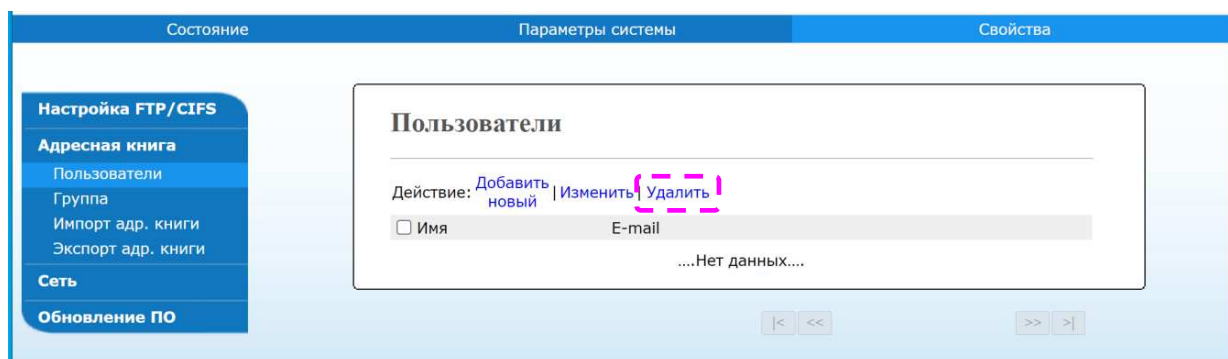 Состояние Параметры системы Свойства
Настройка FTP/CIFS
Адресная книга
Пользователи
Группа
Импорт адр. книги
Экспорт адр. книги
Сеть
Обновление ПО
Пользователи
Действие: Добавить новый | Изменить | Удалить
Имя E-mail
....Нет данных....
|< << >> >|